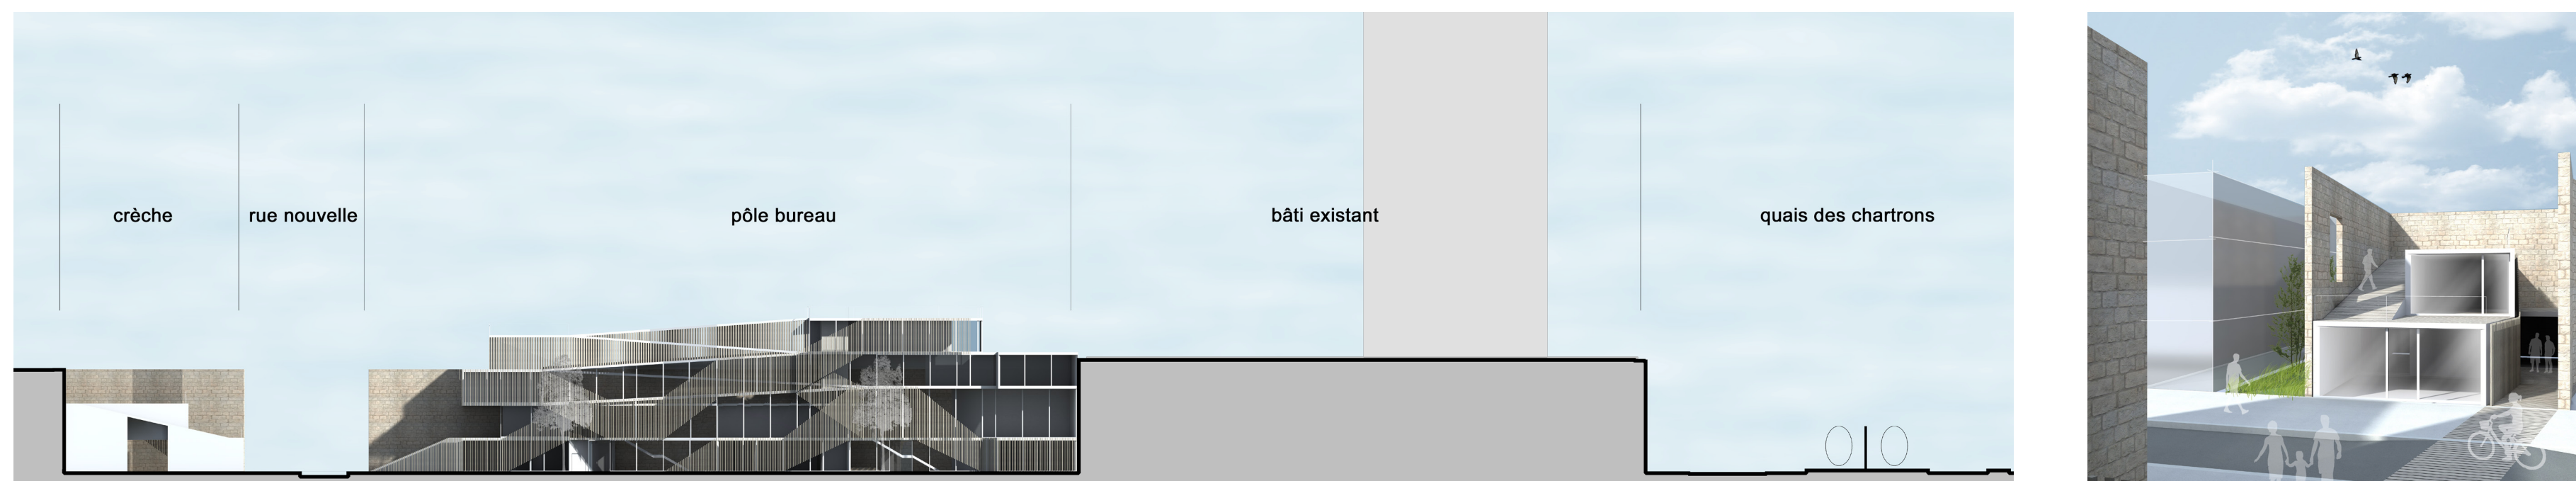 crèche
rue nouvelle
pôle bureau
bâti existant
quais des chartrons